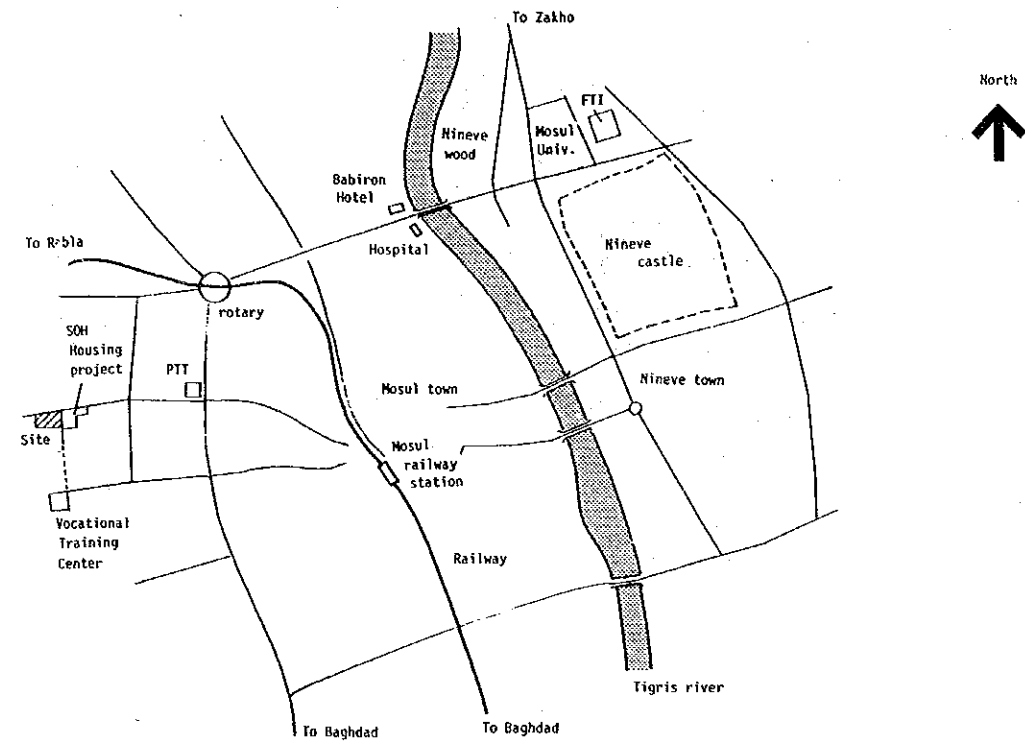 To Zakho
North
FTI
Nineve
wood
Mosul
Univ.
Babiron
Hotel
Hospital
Nineve
castle
To Rabla
rotary
SOH
Housing
project
PTT
Mosul town
Nineve town
Site
Mosul
railway
station
Vocational
Training
Center
Railway
Tigris river
To Baghdad
To Baghdad